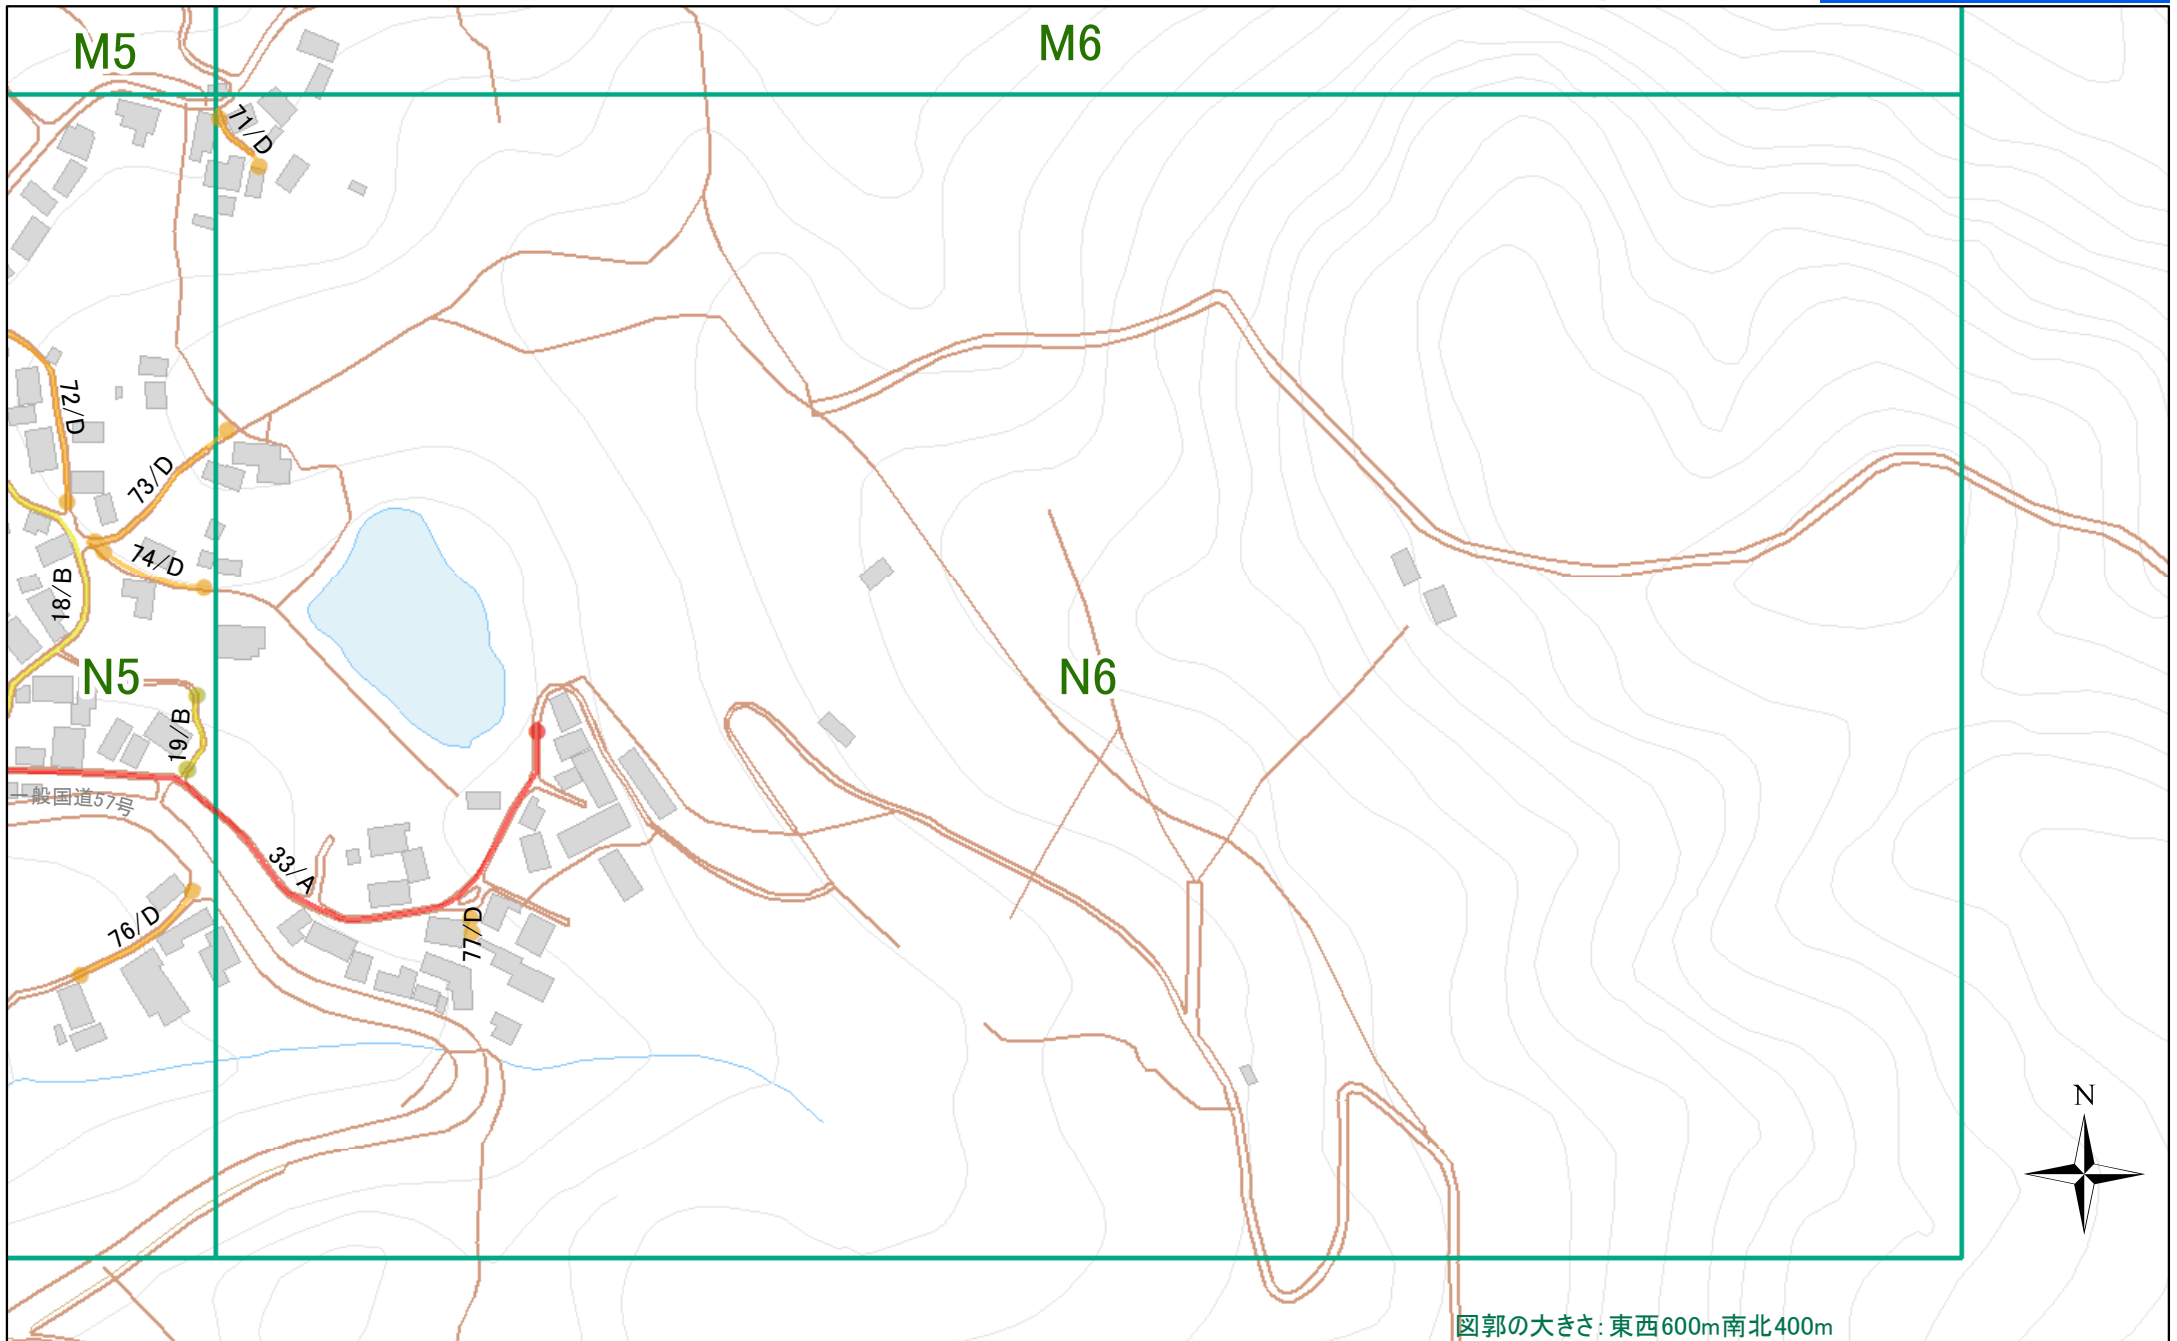 M5
M6
71/D
72/D
73/D
74/D
18/B
N5
N6
19/B
一般国道57号
33/A
76/D
77/D
N
図郭の大きさ：東西600m南北400m